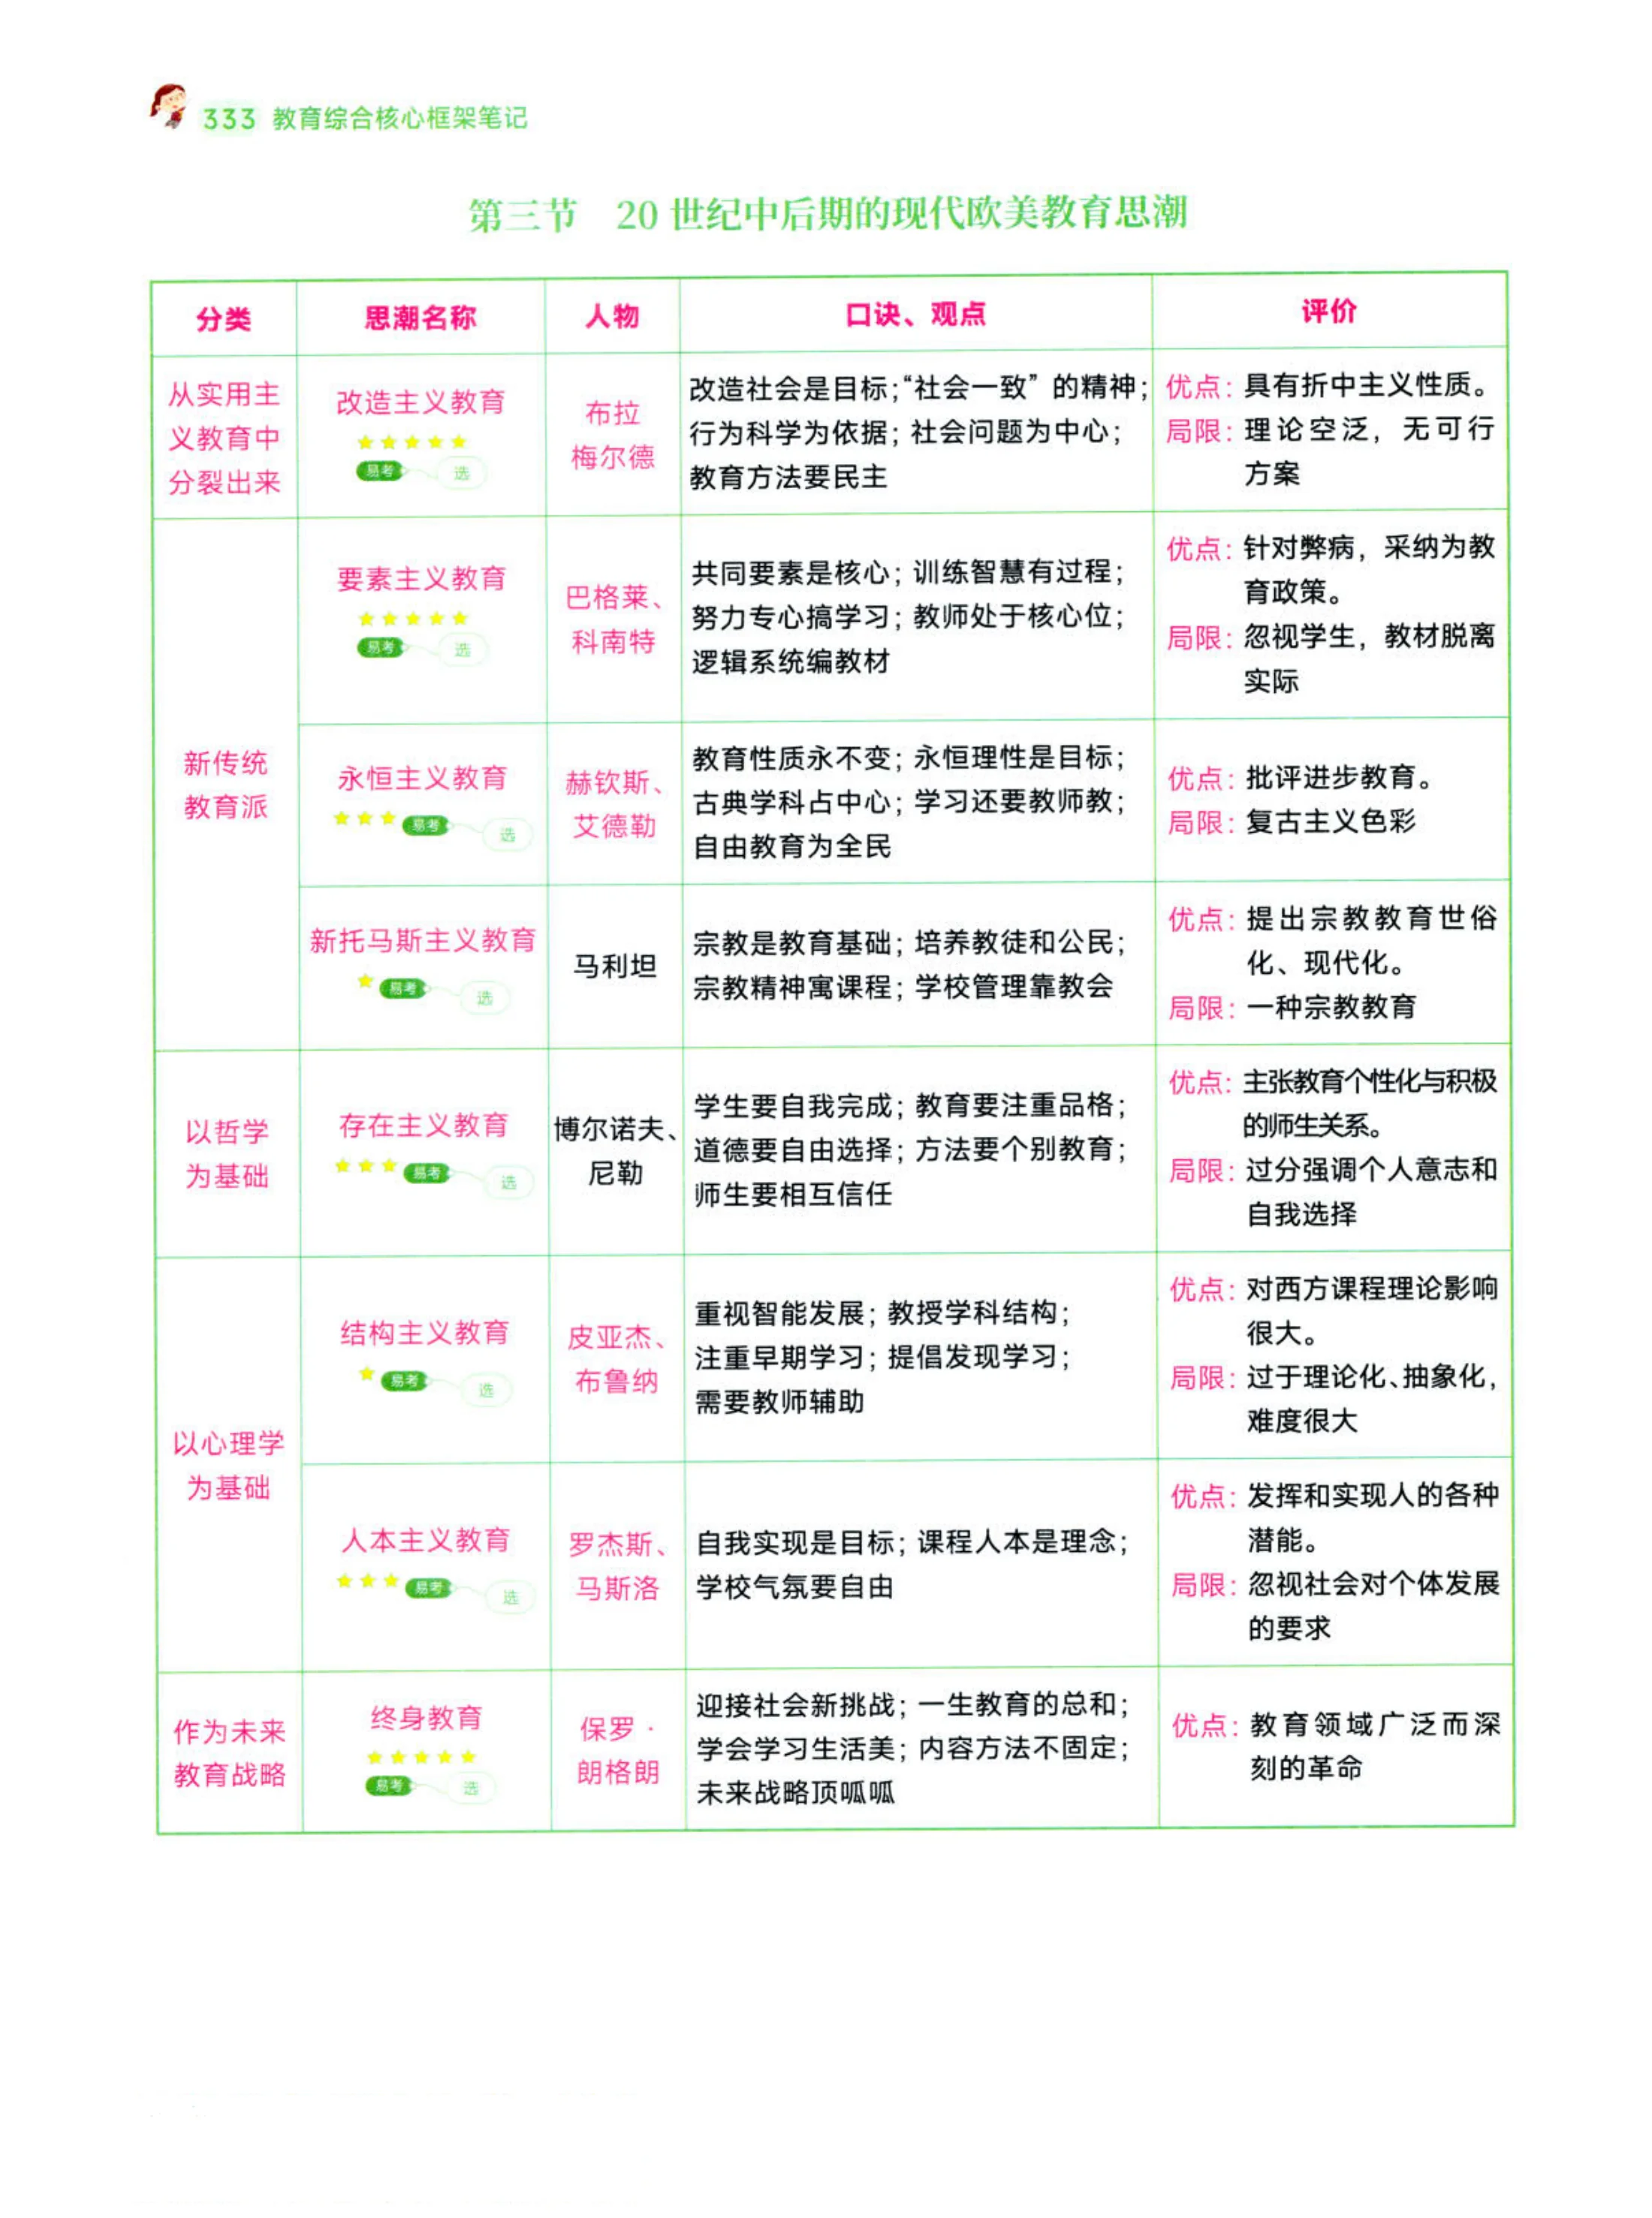 333 教育综合核心框架笔记
第三节 20世纪中后期的现代欧美教育思潮
分类 思潮名称 人物 口诀、观点 评价
从实用主
义教育中
分裂出来
改造主义教育
易考 选
布拉
梅尔德
改造社会是目标;“社会一致”的精神;
行为科学为依据;社会问题为中心;
教育方法要民主
优点:具有折中主义性质。
局限:理论空泛，无可行
方案
新传统
教育派
要素主义教育
易考 选
巴格莱、
科南特
共同要素是核心;训练智慧有过程;
努力专心搞学习;教师处于核心位;
逻辑系统编教材
优点:针对弊病，采纳为教
育政策。
局限:忽视学生，教材脱离
实际
永恒主义教育
易考 选
赫钦斯、
艾德勒
教育性质永不变;永恒理性是目标;
古典学科占中心;学习还要教师教;
自由教育为全民
优点:批评进步教育。
局限:复古主义色彩
新托马斯主义教育
易考 选
马利坦
宗教是教育基础;培养教徒和公民;
宗教精神寓课程;学校管理靠教会
优点:提出宗教教育世俗
化、现代化。
局限:一种宗教教育
以哲学
为基础
存在主义教育
易考 选
博尔诺夫、
尼勒
学生要自我完成;教育要注重品格;
道德要自由选择;方法要个别教育;
师生要相互信任
优点:主张教育个性化与积极
的师生关系。
局限:过分强调个人意志和
自我选择
以心理学
为基础
结构主义教育
易考 选
皮亚杰、
布鲁纳
重视智能发展;教授学科结构;
注重早期学习;提倡发现学习;
需要教师辅助
优点:对西方课程理论影响
很大。
局限:过于理论化、抽象化,
难度很大
人本主义教育
易考 选
罗杰斯、
马斯洛
自我实现是目标;课程人本是理念;
学校气氛要自由
优点:发挥和实现人的各种
潜能。
局限:忽视社会对个体发展
的要求
作为未来
教育战略
终身教育
易考 选
保罗·
朗格朗
迎接社会新挑战;一生教育的总和;
学会学习生活美;内容方法不固定;
未来战略顶呱呱
优点:教育领域广泛而深
刻的革命